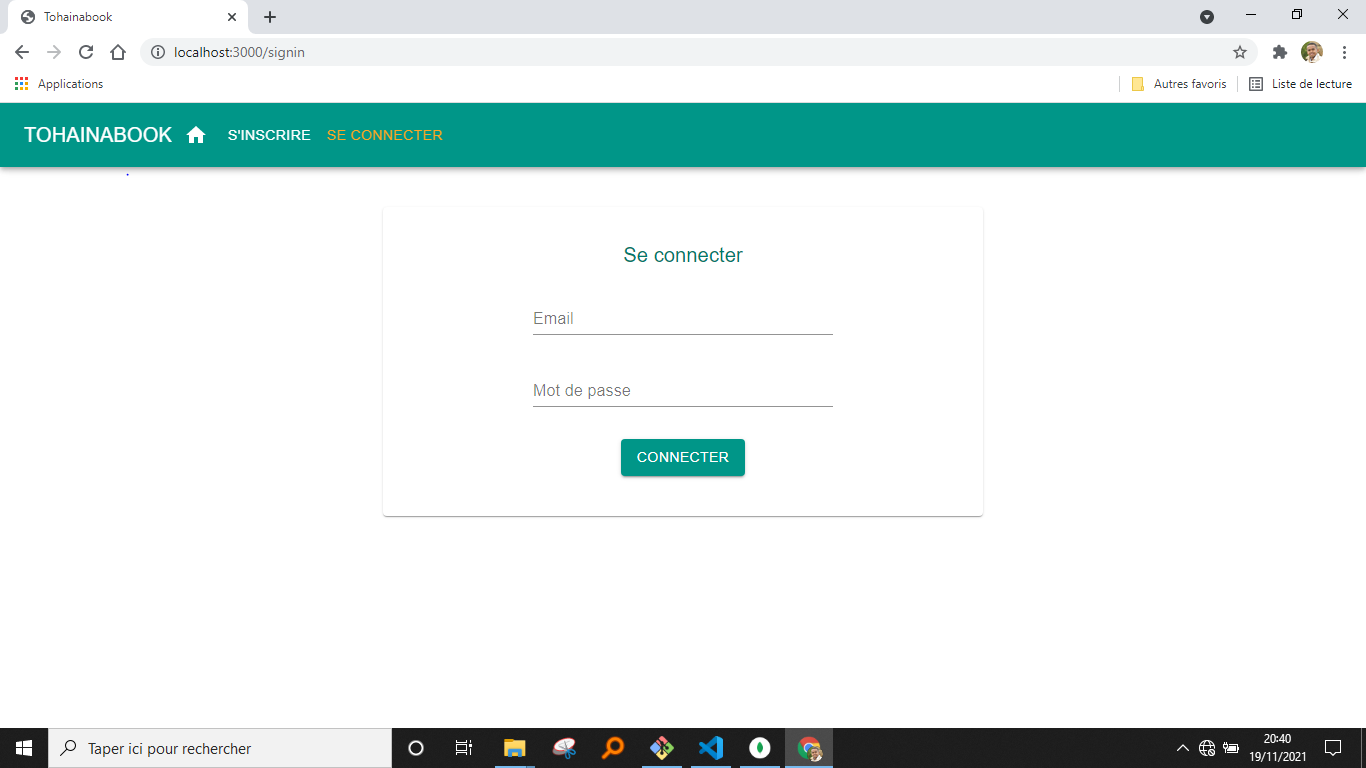 Tohainabook
localhost:3000/signin
Applications
Autres favoris
Liste de lecture
TOHAINABOOK S'INSCRIRE SE CONNECTER
Se connecter
Email
Mot de passe
CONNECTER
Taper ici pour rechercher
20:40
19/11/2021